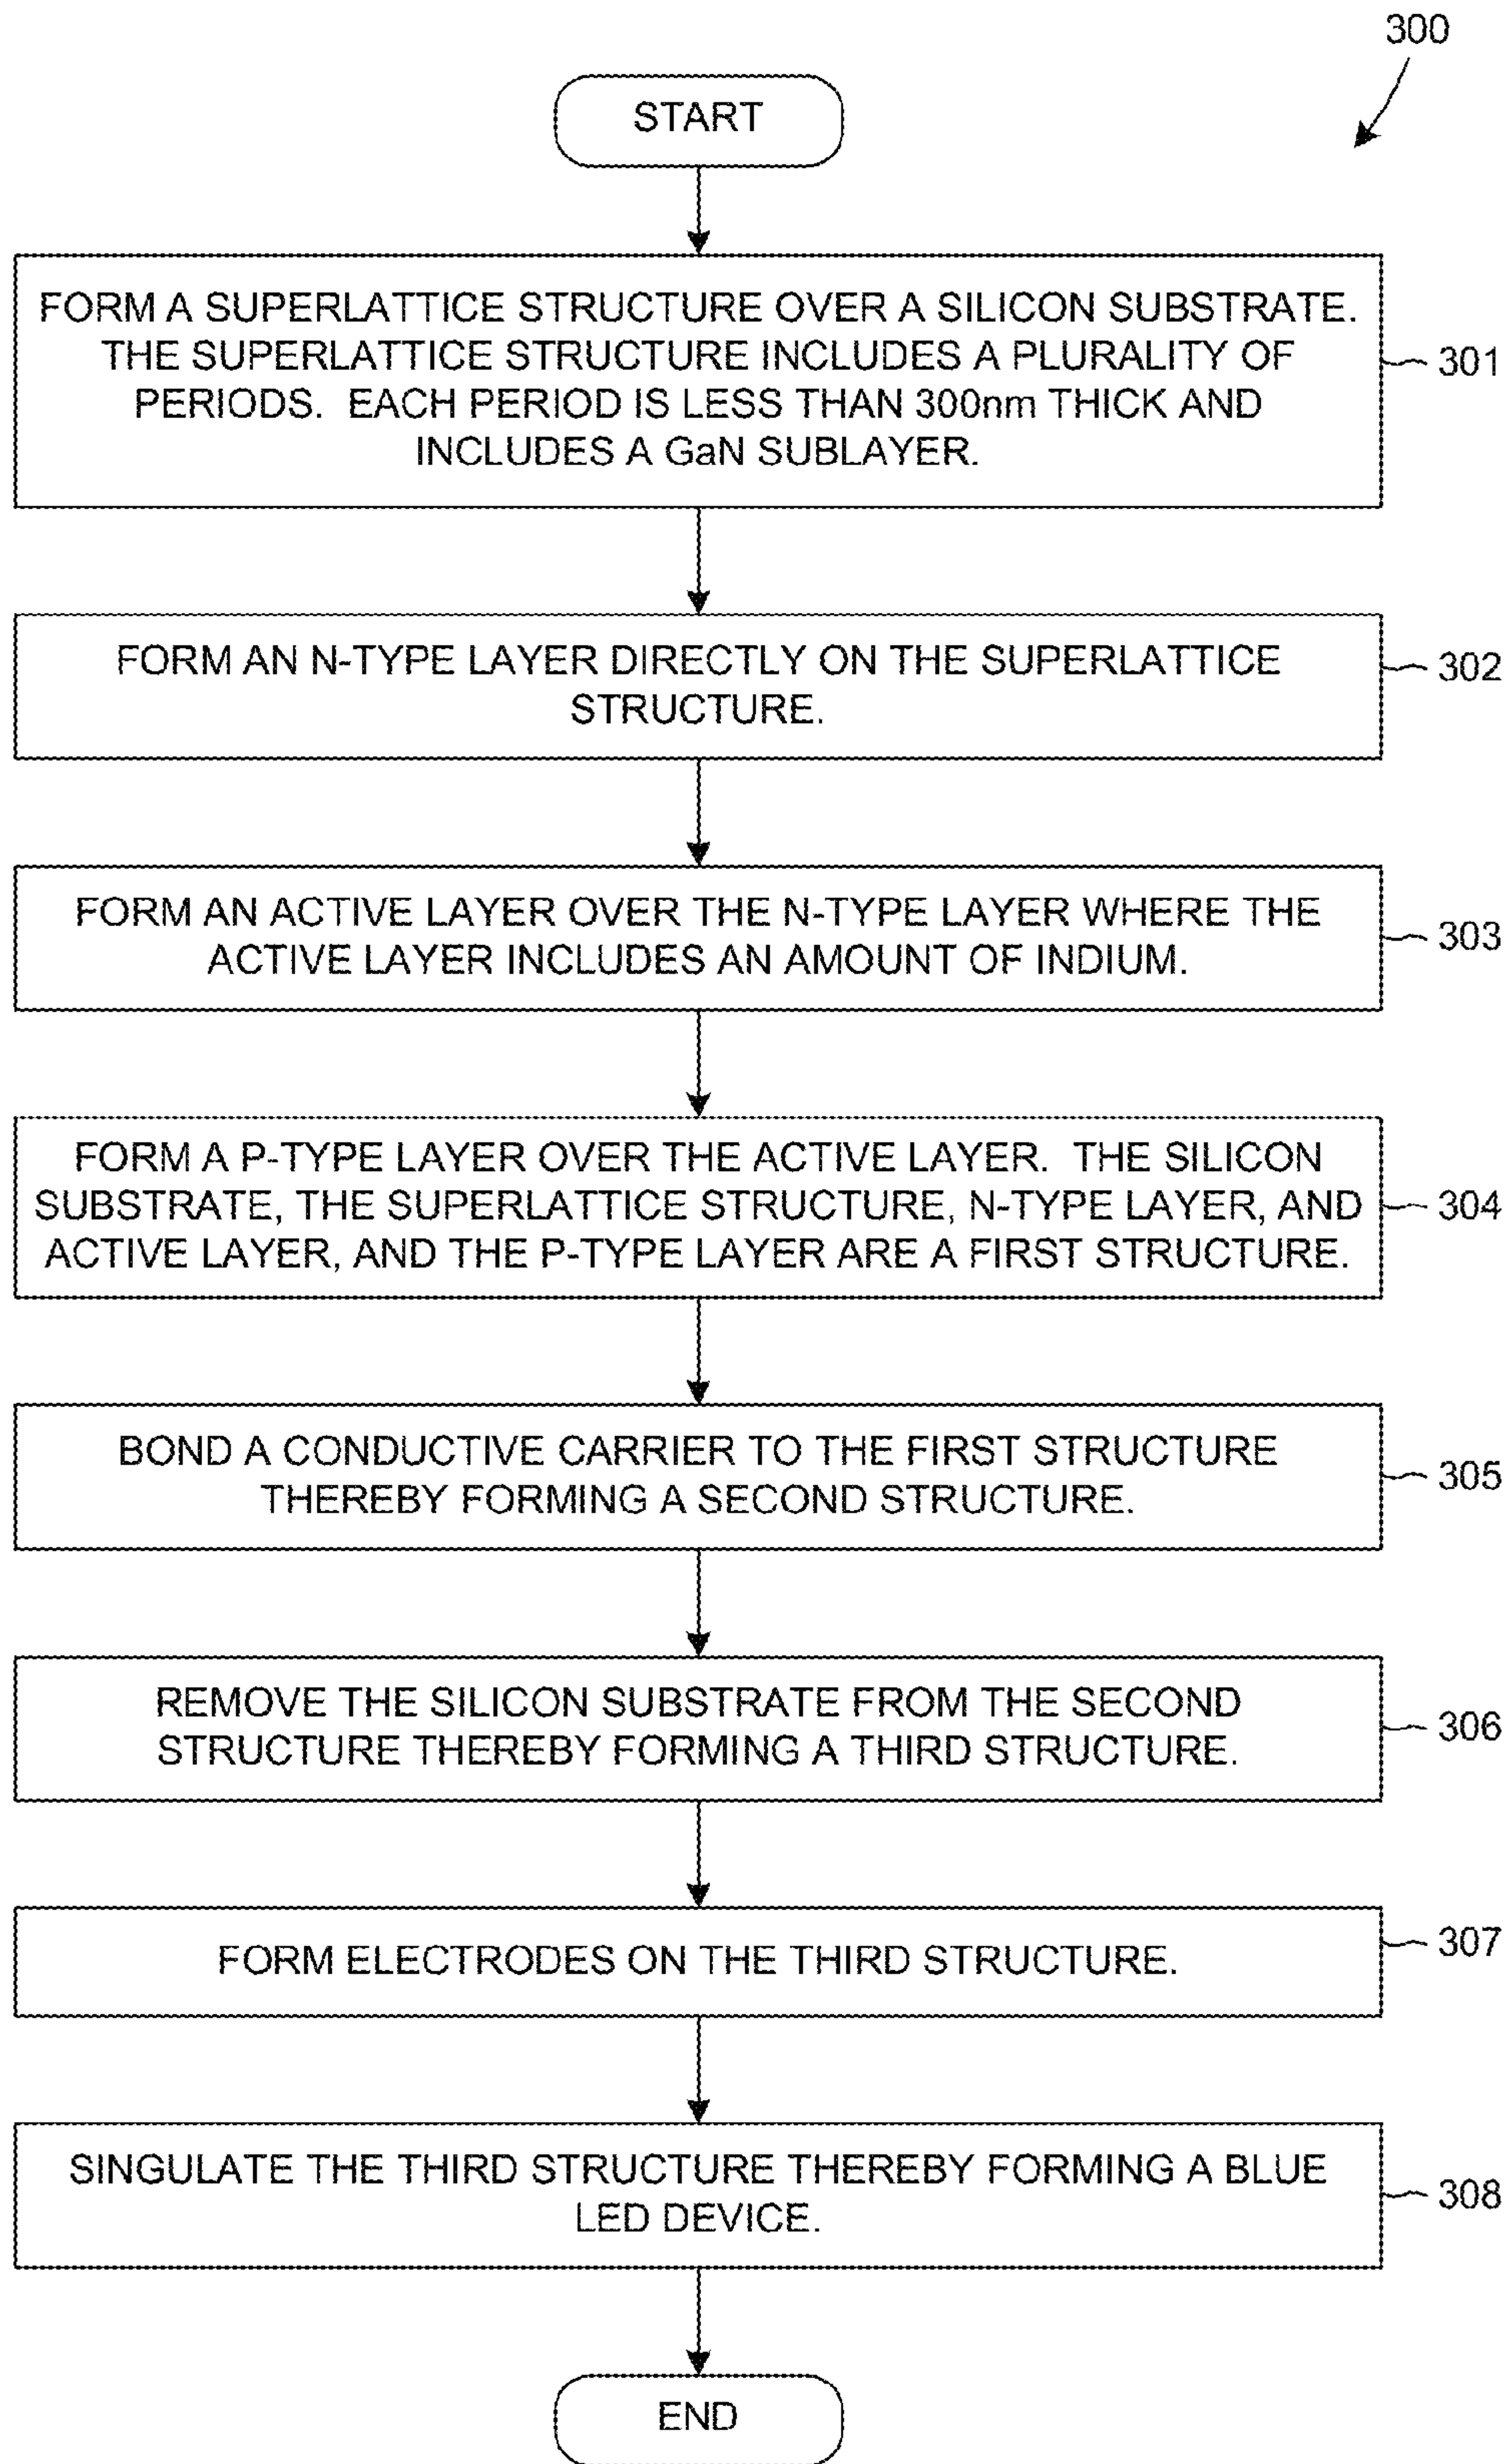 300
START
FORM A SUPERLATTICE STRUCTURE OVER A SILICON SUBSTRATE.
THE SUPERLATTICE STRUCTURE INCLUDES A PLURALITY OF
PERIODS. EACH PERIOD IS LESS THAN 300nm THICK AND
INCLUDES A GaN SUBLAYER.
301
FORM AN N-TYPE LAYER DIRECTLY ON THE SUPERLATTICE
STRUCTURE.
302
FORM AN ACTIVE LAYER OVER THE N-TYPE LAYER WHERE THE
ACTIVE LAYER INCLUDES AN AMOUNT OF INDIUM.
303
FORM A P-TYPE LAYER OVER THE ACTIVE LAYER. THE SILICON
SUBSTRATE, THE SUPERLATTICE STRUCTURE, N-TYPE LAYER, AND
ACTIVE LAYER, AND THE P-TYPE LAYER ARE A FIRST STRUCTURE.
304
BOND A CONDUCTIVE CARRIER TO THE FIRST STRUCTURE
THEREBY FORMING A SECOND STRUCTURE.
305
REMOVE THE SILICON SUBSTRATE FROM THE SECOND
STRUCTURE THEREBY FORMING A THIRD STRUCTURE.
306
FORM ELECTRODES ON THE THIRD STRUCTURE.
307
SINGULATE THE THIRD STRUCTURE THEREBY FORMING A BLUE
LED DEVICE.
308
END